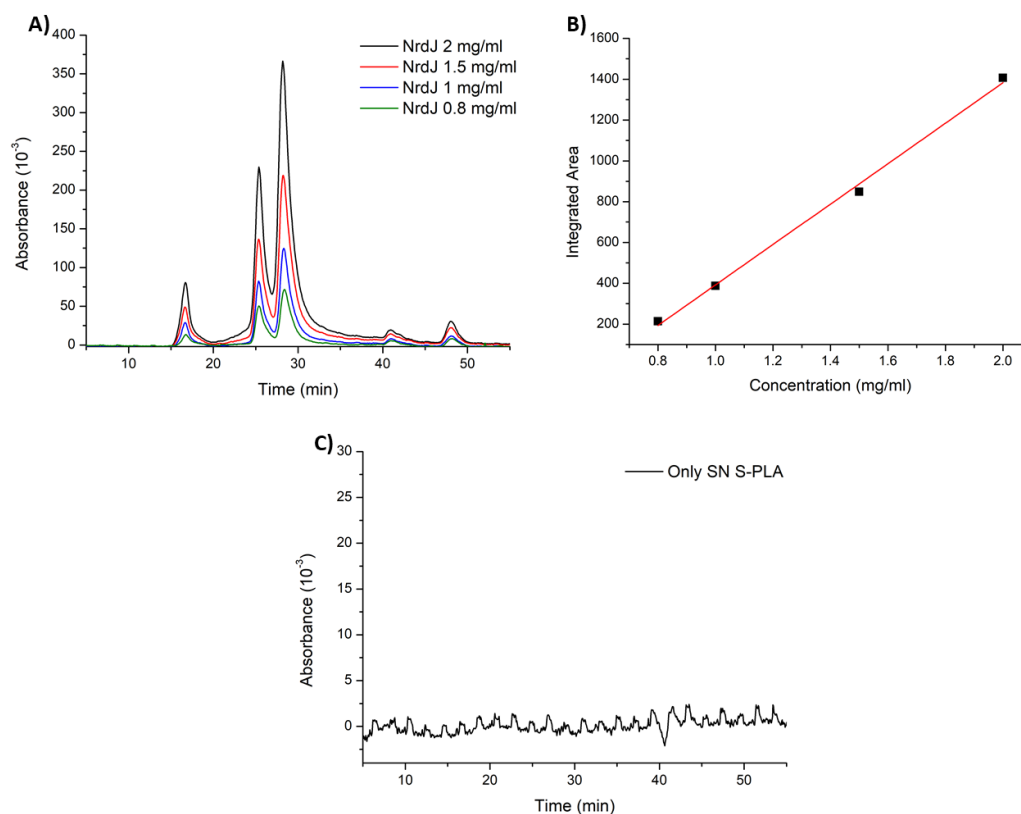 A)
400
350
300
250
200
150
100
50
0
Absorbance (10⁻³)
10
20
30
40
50
Time (min)
NrdJ 2 mg/ml
NrdJ 1.5 mg/ml
NrdJ 1 mg/ml
NrdJ 0.8 mg/ml
B)
1600
1400
1200
1000
800
600
400
200
Integrated Area
0.8
1.0
1.2
1.4
1.6
1.8
2.0
Concentration (mg/ml)
C)
30
25
20
15
10
5
0
Absorbance (10⁻³)
10
20
30
40
50
Time (min)
Only SN S-PLA